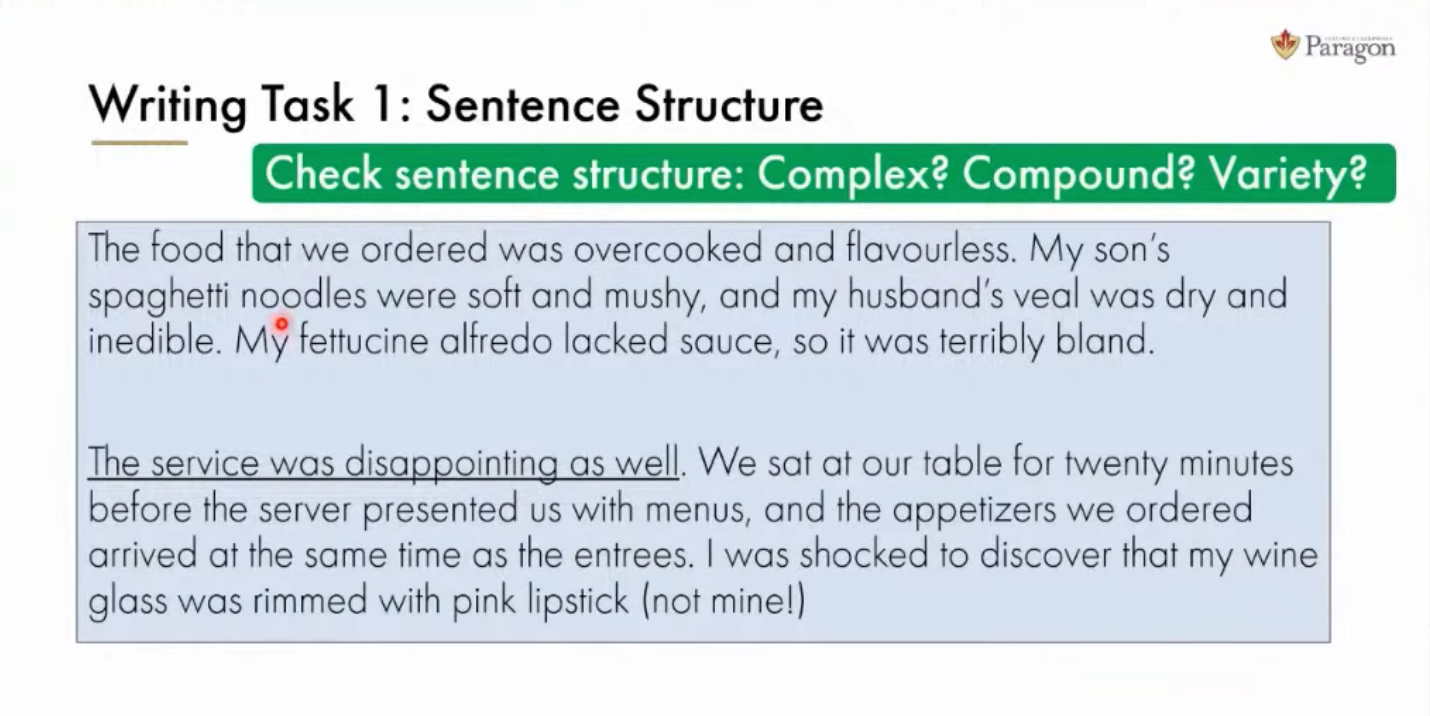 Paragon
Writing Task 1: Sentence Structure
Check sentence structure: Complex? Compound? Variety?
The food that we ordered was overcooked and flavourless. My son's
spaghetti noodles were soft and mushy, and my husband's veal was dry and
inedible. My fettucine alfredo lacked sauce, so it was terribly bland.
The service was disappointing as well. We sat at our table for twenty minutes
before the server presented us with menus, and the appetizers we ordered
arrived at the same time as the entrees. I was shocked to discover that my wine
glass was rimmed with pink lipstick (not mine!)